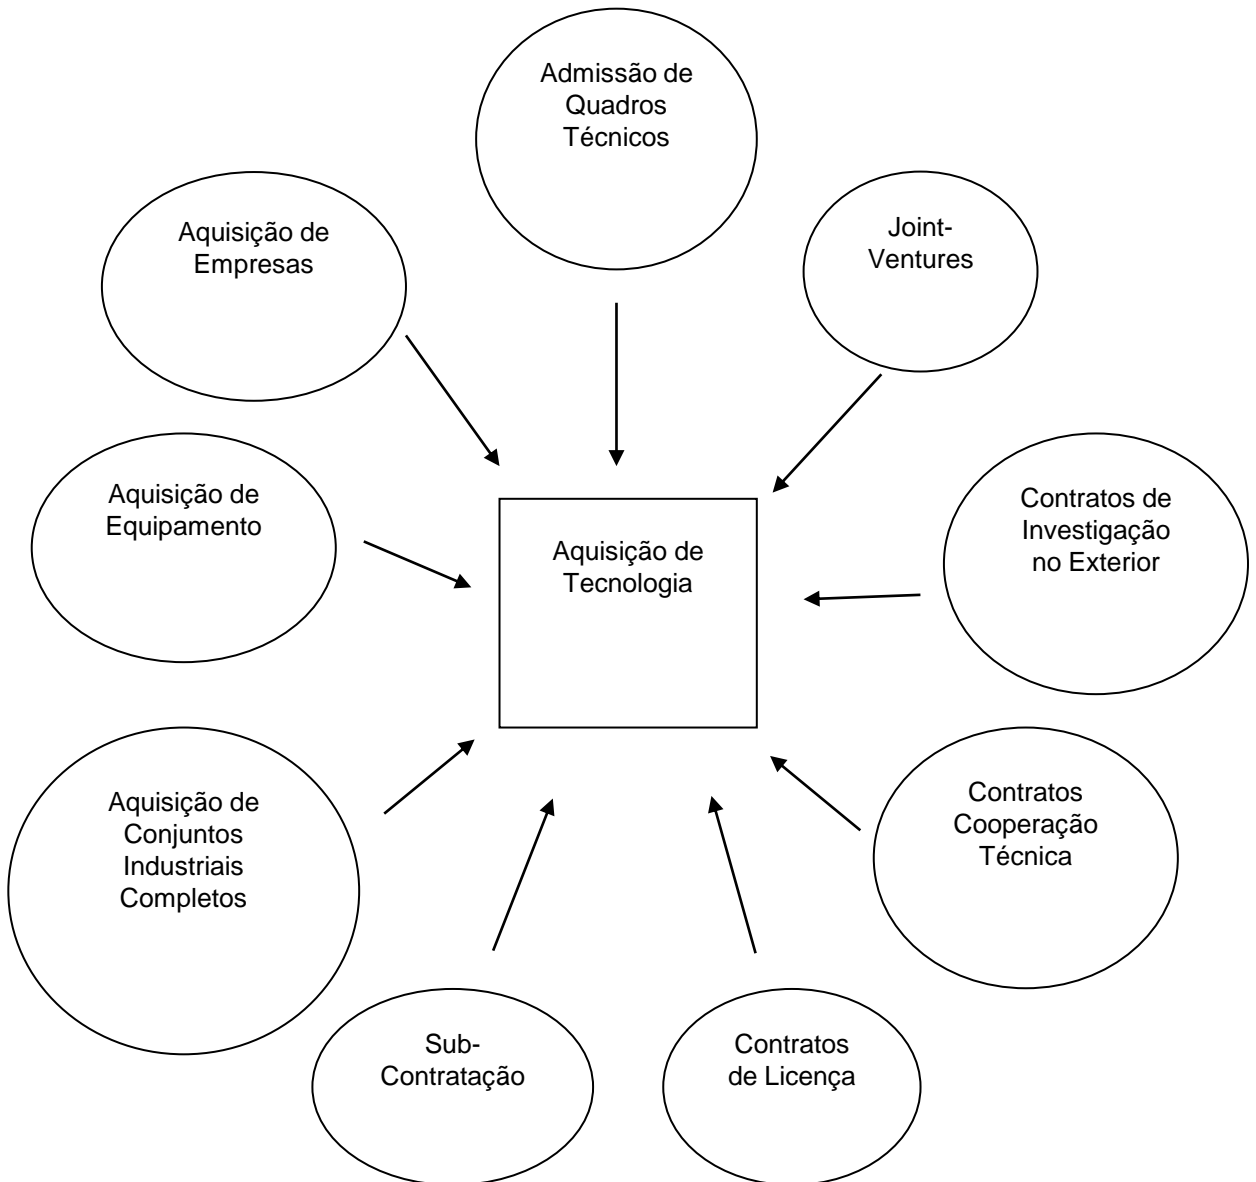 Admissão de
Quadros
Técnicos
Aquisição de
Empresas
Joint-
Ventures
Aquisição de
Equipamento
Contratos de
Investigação
no Exterior
Aquisição de
Tecnologia
Aquisição de
Conjuntos
Industriais
Completos
Contratos
Cooperação
Técnica
Sub-
Contratação
Contratos
de Licença